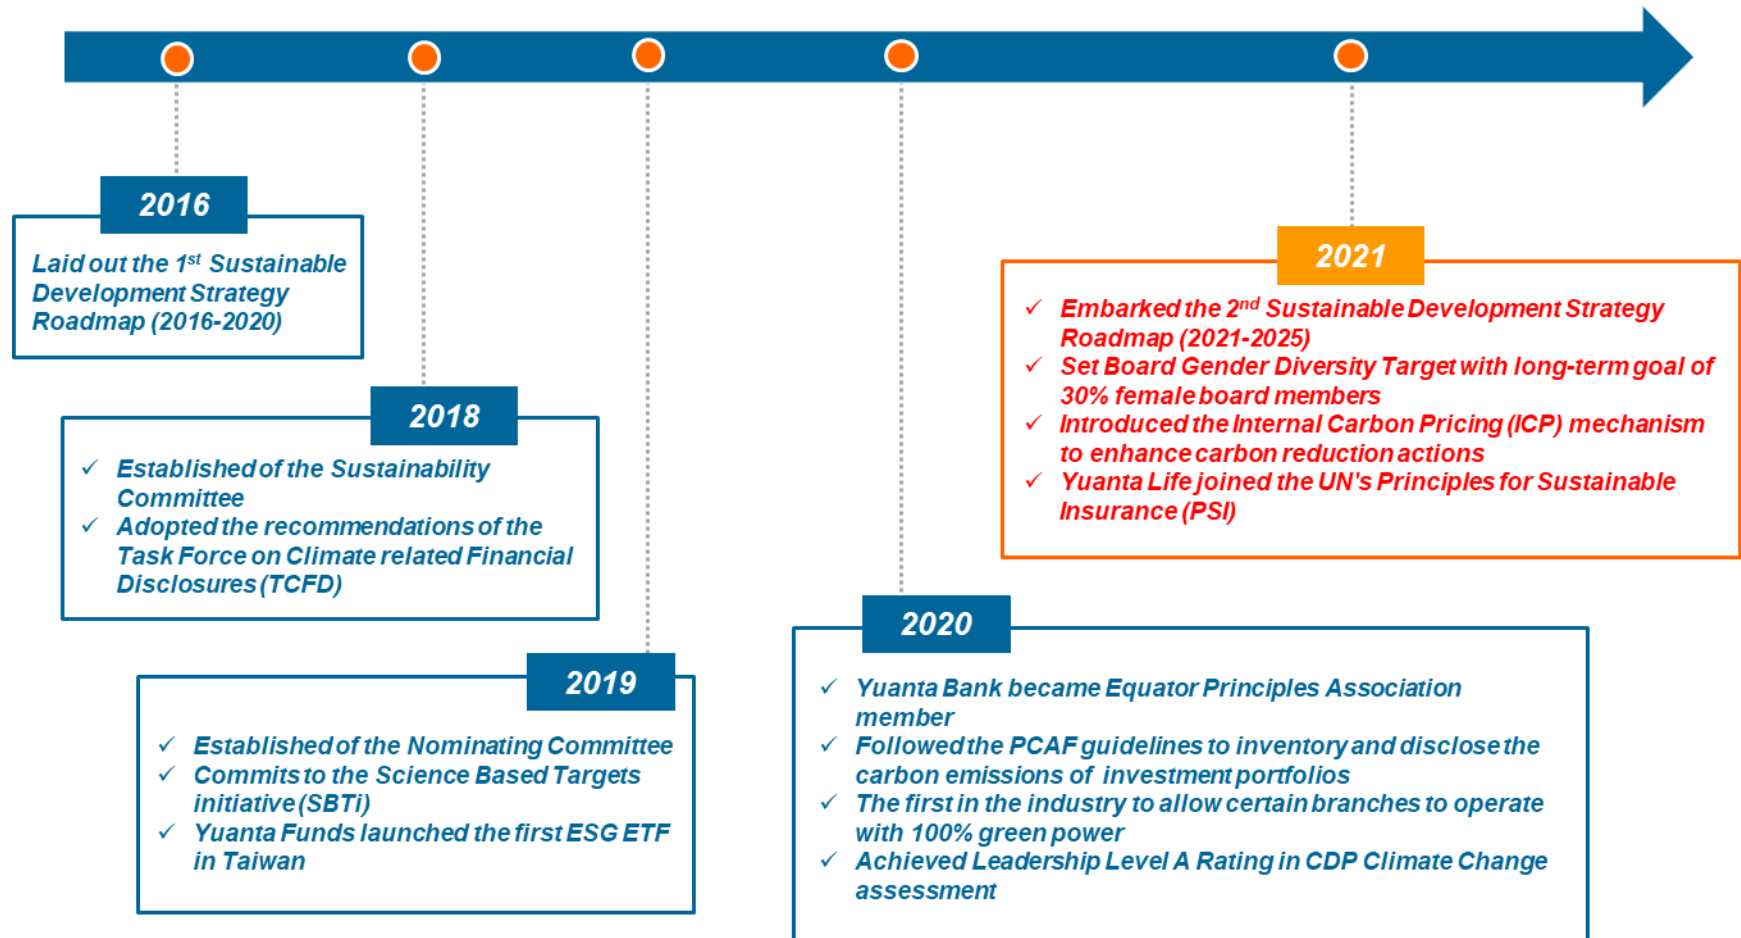 2016
Laid out the 1st Sustainable
Development Strategy
Roadmap (2016-2020)
2018
✓ Established of the Sustainability
Committee
✓ Adopted the recommendations of the
Task Force on Climate related Financial
Disclosures (TCFD)
2019
✓ Established of the Nominating Committee
✓ Commits to the Science Based Targets
initiative (SBTi)
✓ Yuanta Funds launched the first ESG ETF
in Taiwan
2020
✓ Yuanta Bank became Equator Principles Association
member
✓ Followed the PCAF guidelines to inventory and disclose the
carbon emissions of investment portfolios
✓ The first in the industry to allow certain branches to operate
with 100% green power
✓ Achieved Leadership Level A Rating in CDP Climate Change
assessment
2021
✓ Embarked the 2nd Sustainable Development Strategy
Roadmap (2021-2025)
✓ Set Board Gender Diversity Target with long-term goal of
30% female board members
✓ Introduced the Internal Carbon Pricing (ICP) mechanism
to enhance carbon reduction actions
✓ Yuanta Life joined the UN's Principles for Sustainable
Insurance (PSI)